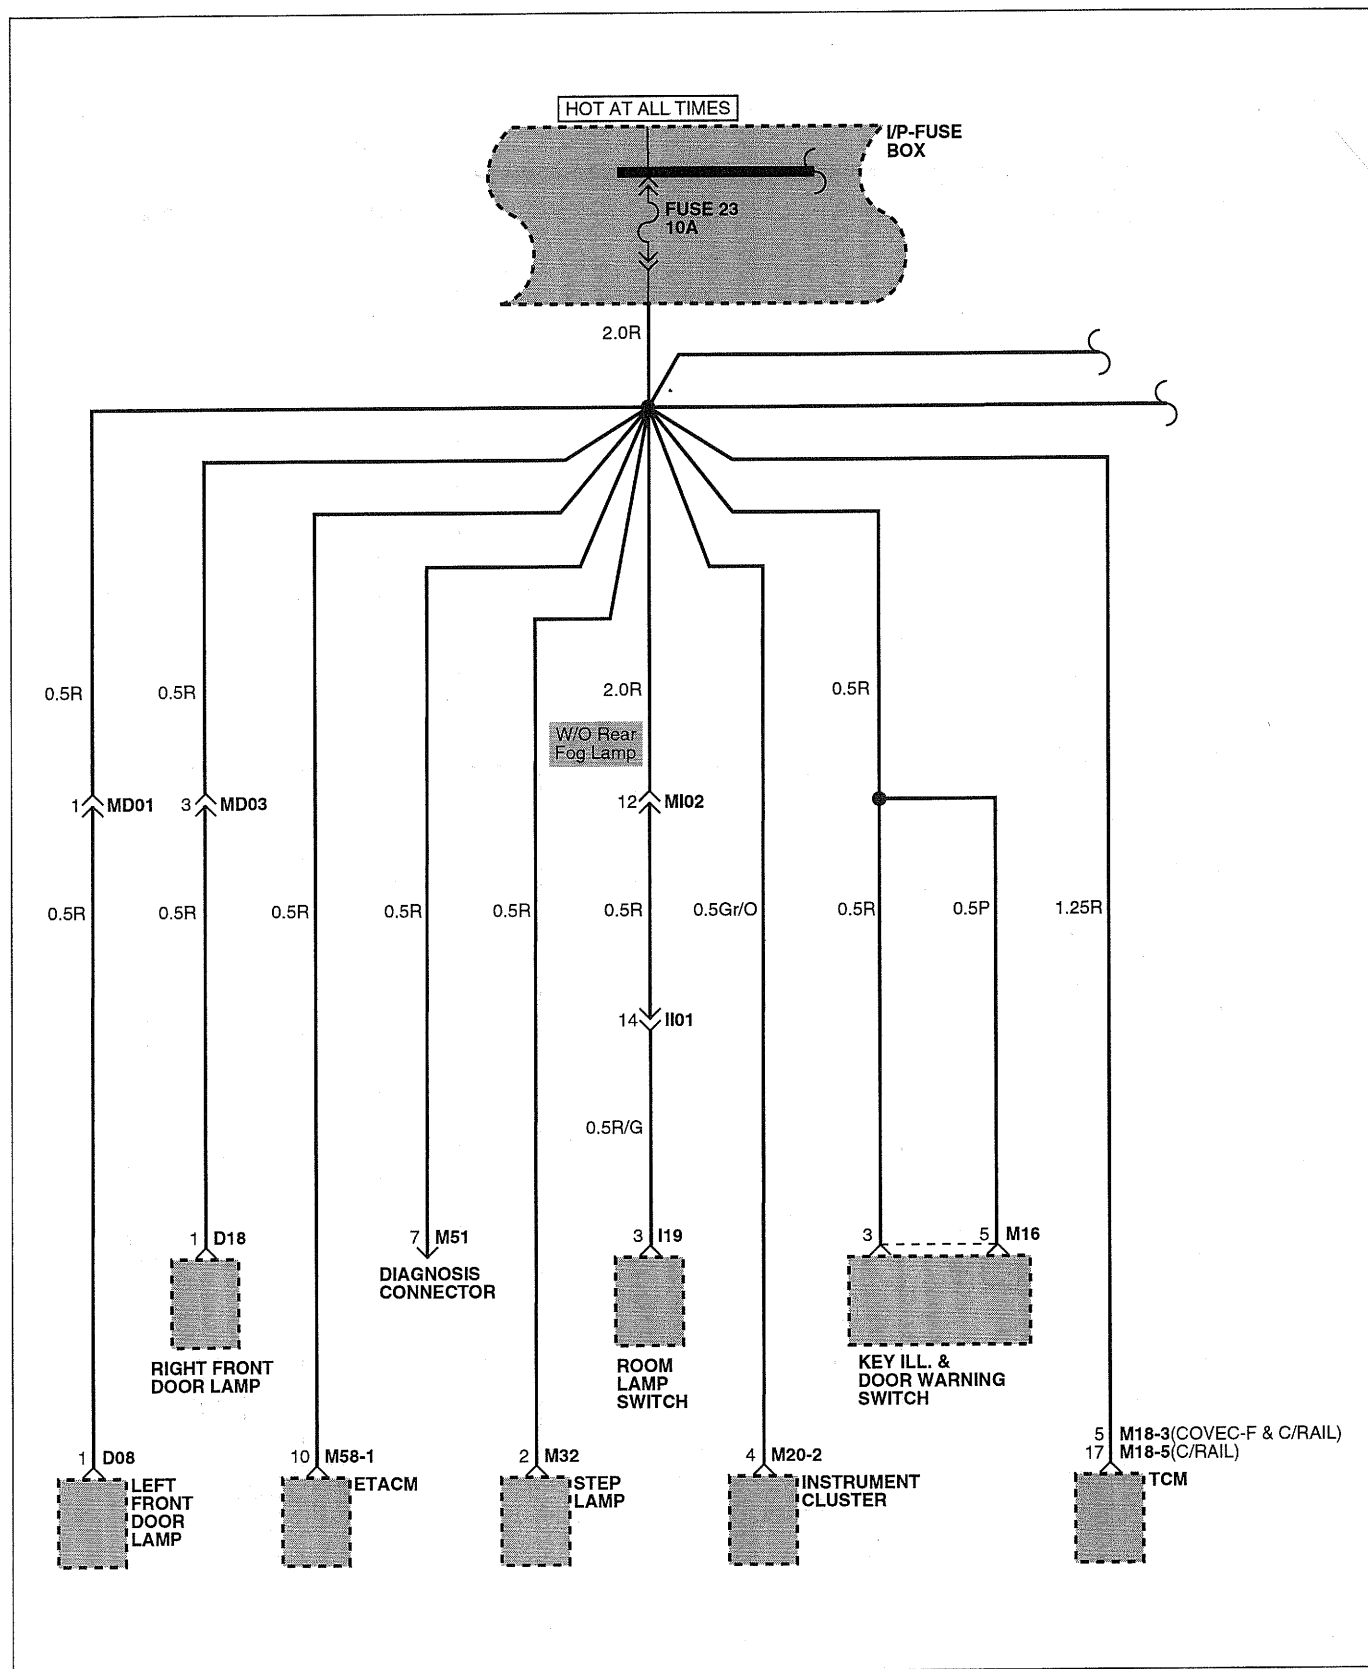 HOT AT ALL TIMES
I/P-FUSE
BOX
FUSE 23
10A
2.0R
0.5R
0.5R
2.0R
0.5R
W/O Rear
Fog Lamp
1 MD01
3 MD03
12 MI02
0.5R
0.5R
0.5R
0.5R
0.5R
0.5R
0.5Gr/O
0.5R
0.5P
1.25R
14 II01
0.5R/G
1 D18
7 M51
3 I19
3
5 M16
DIAGNOSIS
CONNECTOR
RIGHT FRONT
DOOR LAMP
ROOM
LAMP
SWITCH
KEY ILL. &
DOOR WARNING
SWITCH
1 D08
10 M58-1
2 M32
4 M20-2
5 M18-3(COVEC-F & C/RAIL)
17 M18-5(C/RAIL)
LEFT
FRONT
DOOR
LAMP
ETACM
STEP
LAMP
INSTRUMENT
CLUSTER
TCM